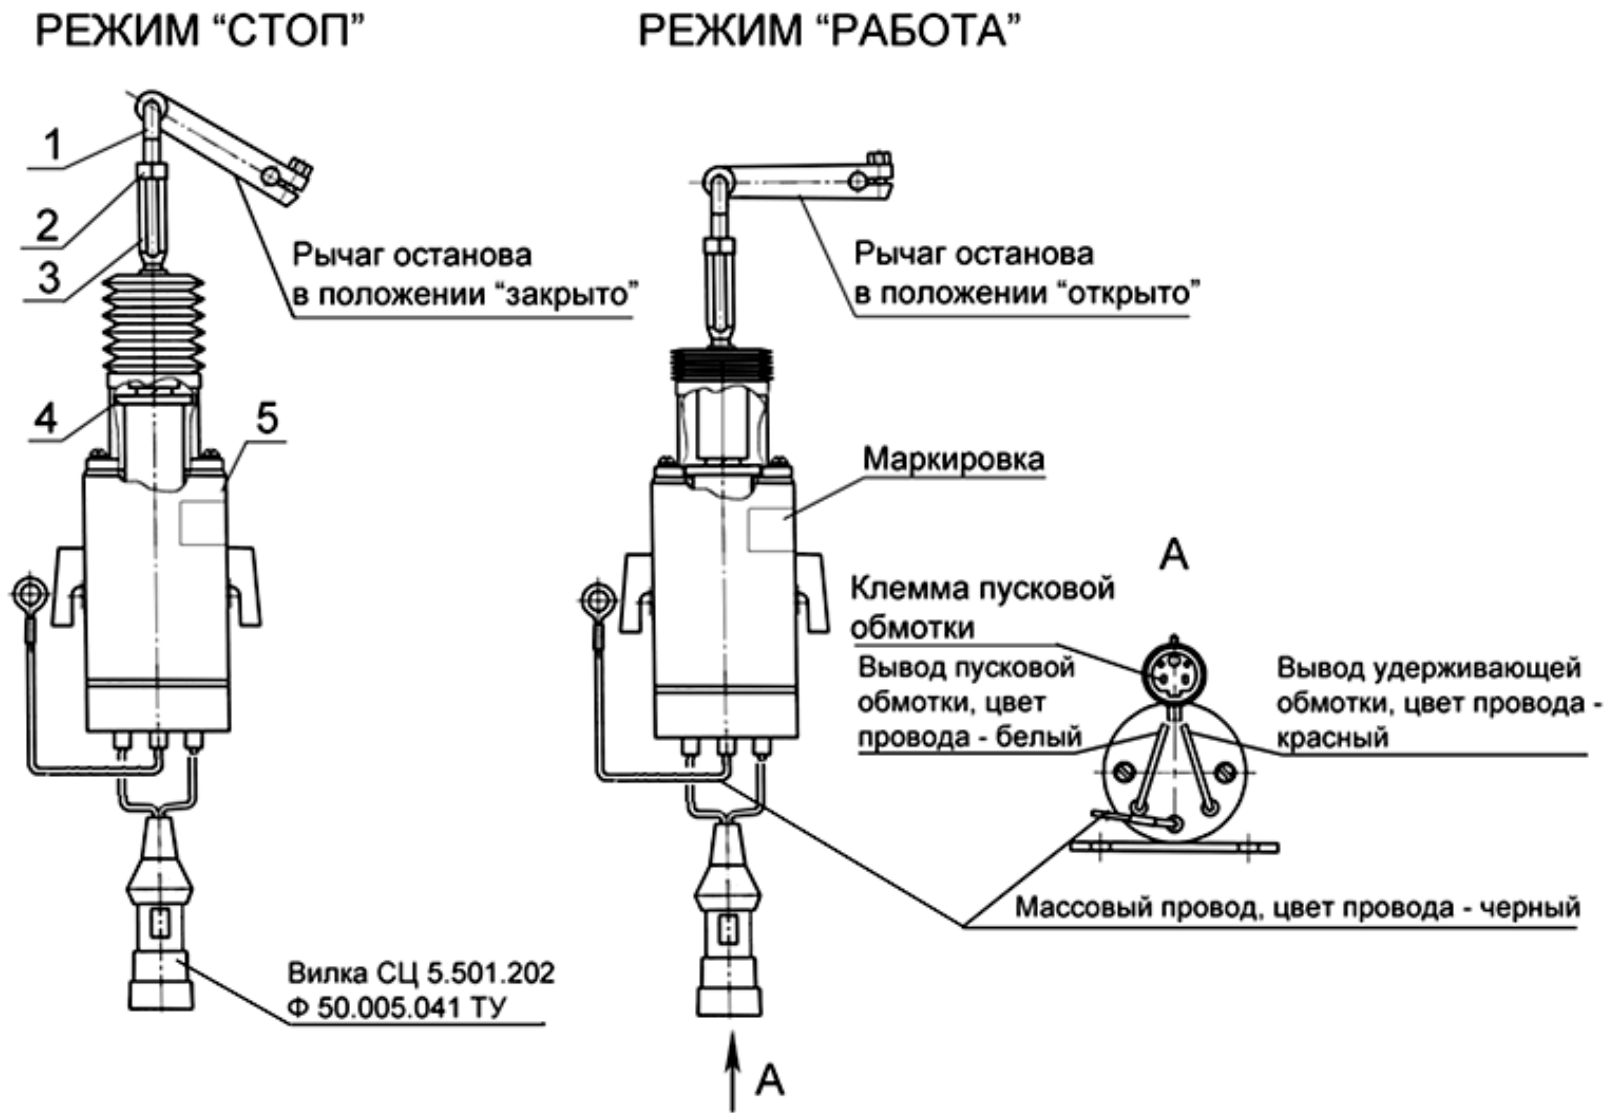 РЕЖИМ “СТОП”
РЕЖИМ “РАБОТА”
1
2
3
Рычаг останова
в положении “закрыто”
Рычаг останова
в положении “открыто”
4
5
Маркировка
А
Клемма пусковой
обмотки
Вывод пусковой
обмотки, цвет
провода - белый
Вывод удерживающей
обмотки, цвет провода -
красный
Массовый провод, цвет провода - черный
Вилка СЦ 5.501.202
Ф 50.005.041 ТУ
А